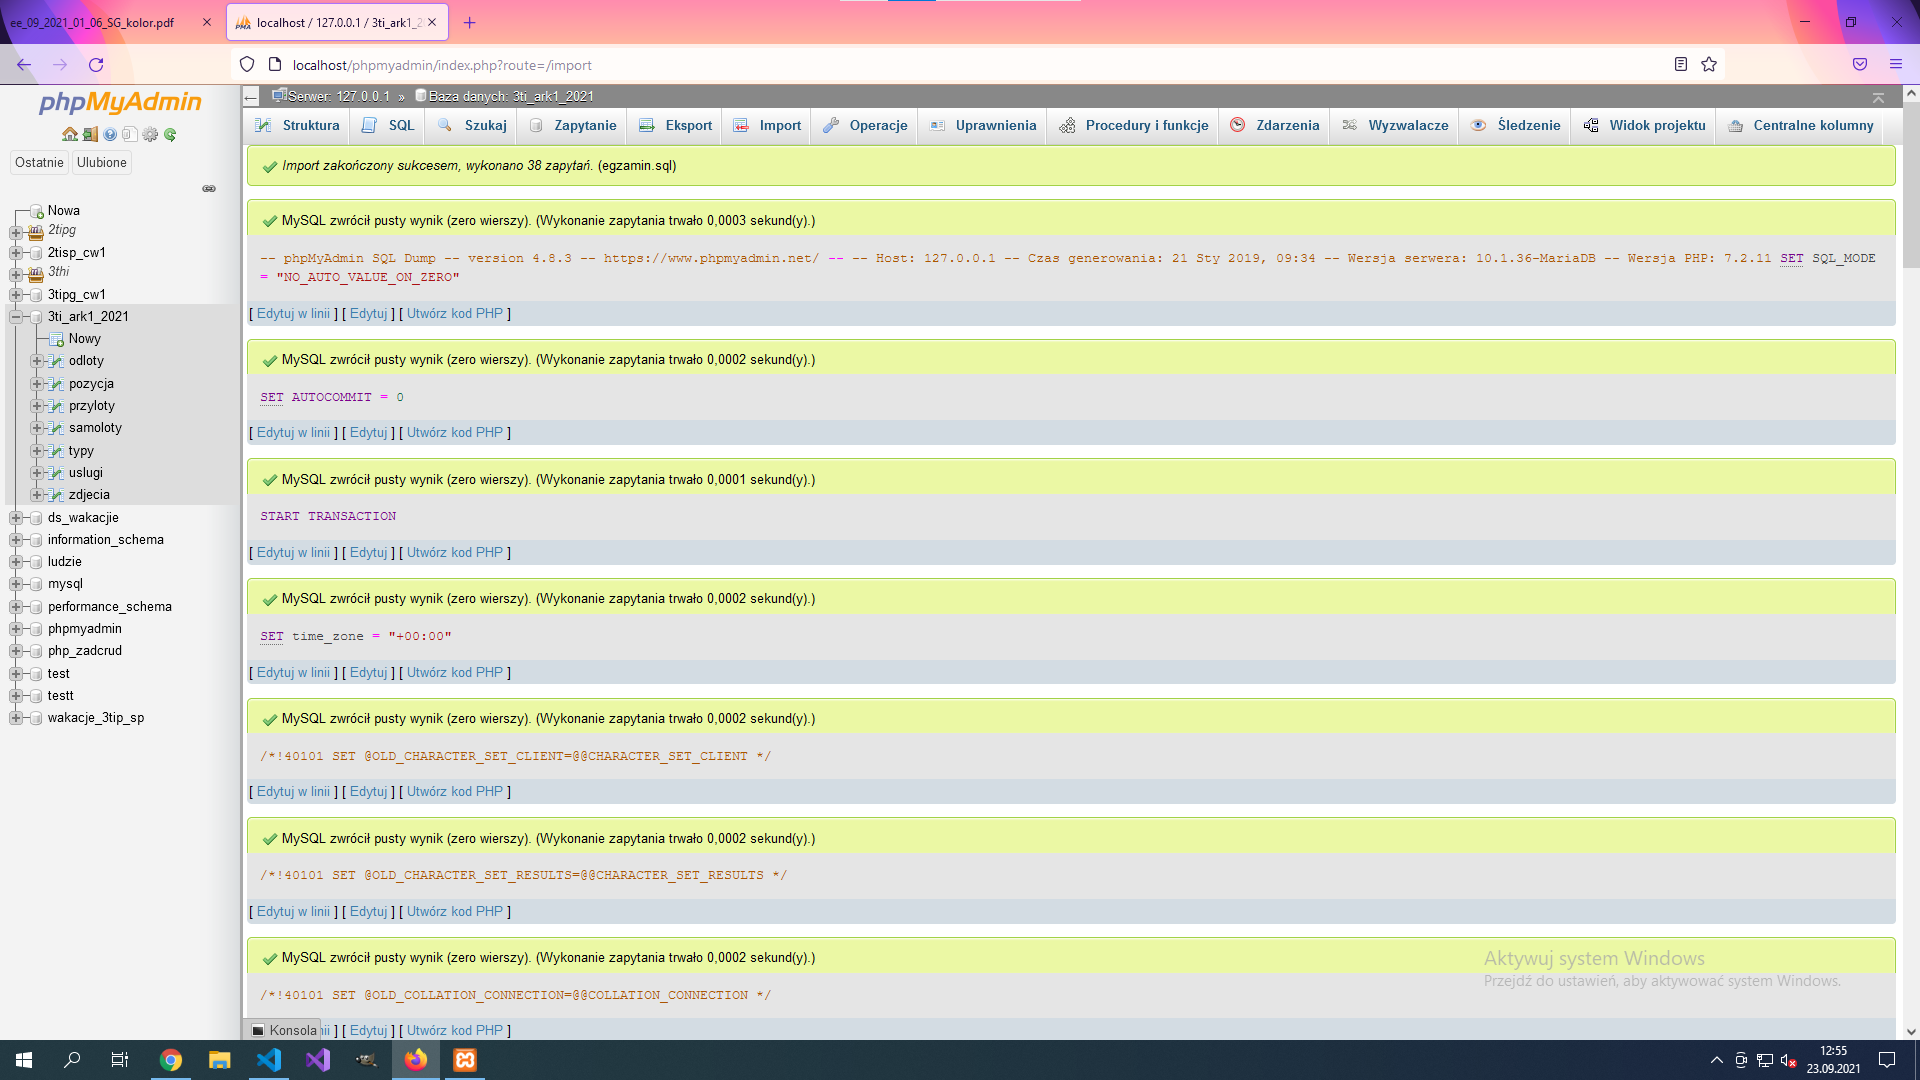 ee_09_2021_01_06_SG_kolor.pdf
localhost / 127.0.0.1 / 3ti_ark1_2
localhost/phpmyadmin/index.php?route=/import
phpMyAdmin
Ostatnie Ulubione
Nowa
2tipg
2tisp_cw1
3thi
3tipg_cw1
3ti_ark1_2021
Nowy
odloty
pozycja
przyloty
samoloty
typy
uslugi
zdjecia
ds_wakacjie
information_schema
ludzie
mysql
performance_schema
phpmyadmin
php_zadcrud
test
testt
wakacje_3tip_sp
Serwer: 127.0.0.1 » Baza danych: 3ti_ark1_2021
Struktura SQL Szukaj Zapytanie Eksport Import Operacje Uprawnienia Procedury i funkcje Zdarzenia Wyzwalacze Śledzenie Widok projektu Centralne kolumny
Import zakończony sukcesem, wykonano 38 zapytań. (egzamin.sql)
MySQL zwrócił pusty wynik (zero wierszy). (Wykonanie zapytania trwało 0,0003 sekund(y).)
-- phpMyAdmin SQL Dump -- version 4.8.3 -- https://www.phpmyadmin.net/ -- -- Host: 127.0.0.1 -- Czas generowania: 21 Sty 2019, 09:34 -- Wersja serwera: 10.1.36-MariaDB -- Wersja PHP: 7.2.11 SET SQL_MODE
= "NO_AUTO_VALUE_ON_ZERO"
[ Edytuj w linii ] [ Edytuj ] [ Utwórz kod PHP ]
MySQL zwrócił pusty wynik (zero wierszy). (Wykonanie zapytania trwało 0,0002 sekund(y).)
SET AUTOCOMMIT = 0
[ Edytuj w linii ] [ Edytuj ] [ Utwórz kod PHP ]
MySQL zwrócił pusty wynik (zero wierszy). (Wykonanie zapytania trwało 0,0001 sekund(y).)
START TRANSACTION
[ Edytuj w linii ] [ Edytuj ] [ Utwórz kod PHP ]
MySQL zwrócił pusty wynik (zero wierszy). (Wykonanie zapytania trwało 0,0002 sekund(y).)
SET time_zone = "+00:00"
[ Edytuj w linii ] [ Edytuj ] [ Utwórz kod PHP ]
MySQL zwrócił pusty wynik (zero wierszy). (Wykonanie zapytania trwało 0,0002 sekund(y).)
/*!40101 SET @OLD_CHARACTER_SET_CLIENT=@@CHARACTER_SET_CLIENT */
[ Edytuj w linii ] [ Edytuj ] [ Utwórz kod PHP ]
MySQL zwrócił pusty wynik (zero wierszy). (Wykonanie zapytania trwało 0,0002 sekund(y).)
/*!40101 SET @OLD_CHARACTER_SET_RESULTS=@@CHARACTER_SET_RESULTS */
[ Edytuj w linii ] [ Edytuj ] [ Utwórz kod PHP ]
MySQL zwrócił pusty wynik (zero wierszy). (Wykonanie zapytania trwało 0,0002 sekund(y).)
/*!40101 SET @OLD_COLLATION_CONNECTION=@@COLLATION_CONNECTION */
Konsola nii ] [ Edytuj ] [ Utwórz kod PHP ]
Aktywuj system Windows
Przejdź do ustawień, aby aktywować system Windows.
12:55
23.09.2021